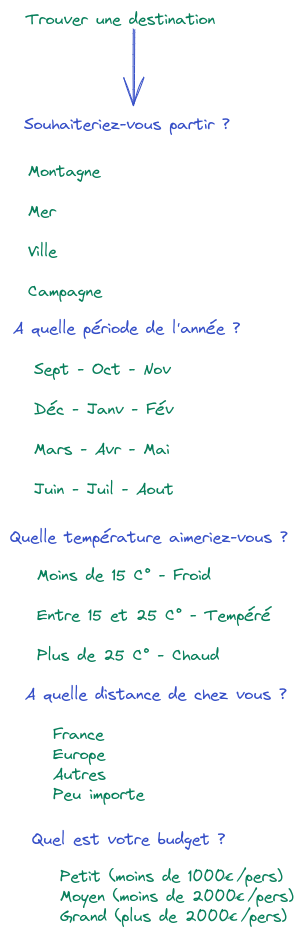 Trouver une destination
Souhaiteriez-vous partir ?
Montagne
Mer
Ville
Campagne
A quelle période de l'année ?
Sept - Oct - Nov
Déc - Janv - Fév
Mars - Avr - Mai
Juin - Juil - Aout
Quelle température aimeriez-vous ?
Moins de 15 C° - Froid
Entre 15 et 25 C° - Tempéré
Plus de 25 C° - Chaud
A quelle distance de chez vous ?
France
Europe
Autres
Peu importe
Quel est votre budget ?
Petit (moins de 1000€/pers)
Moyen (moins de 2000€/pers)
Grand (plus de 2000€/pers)